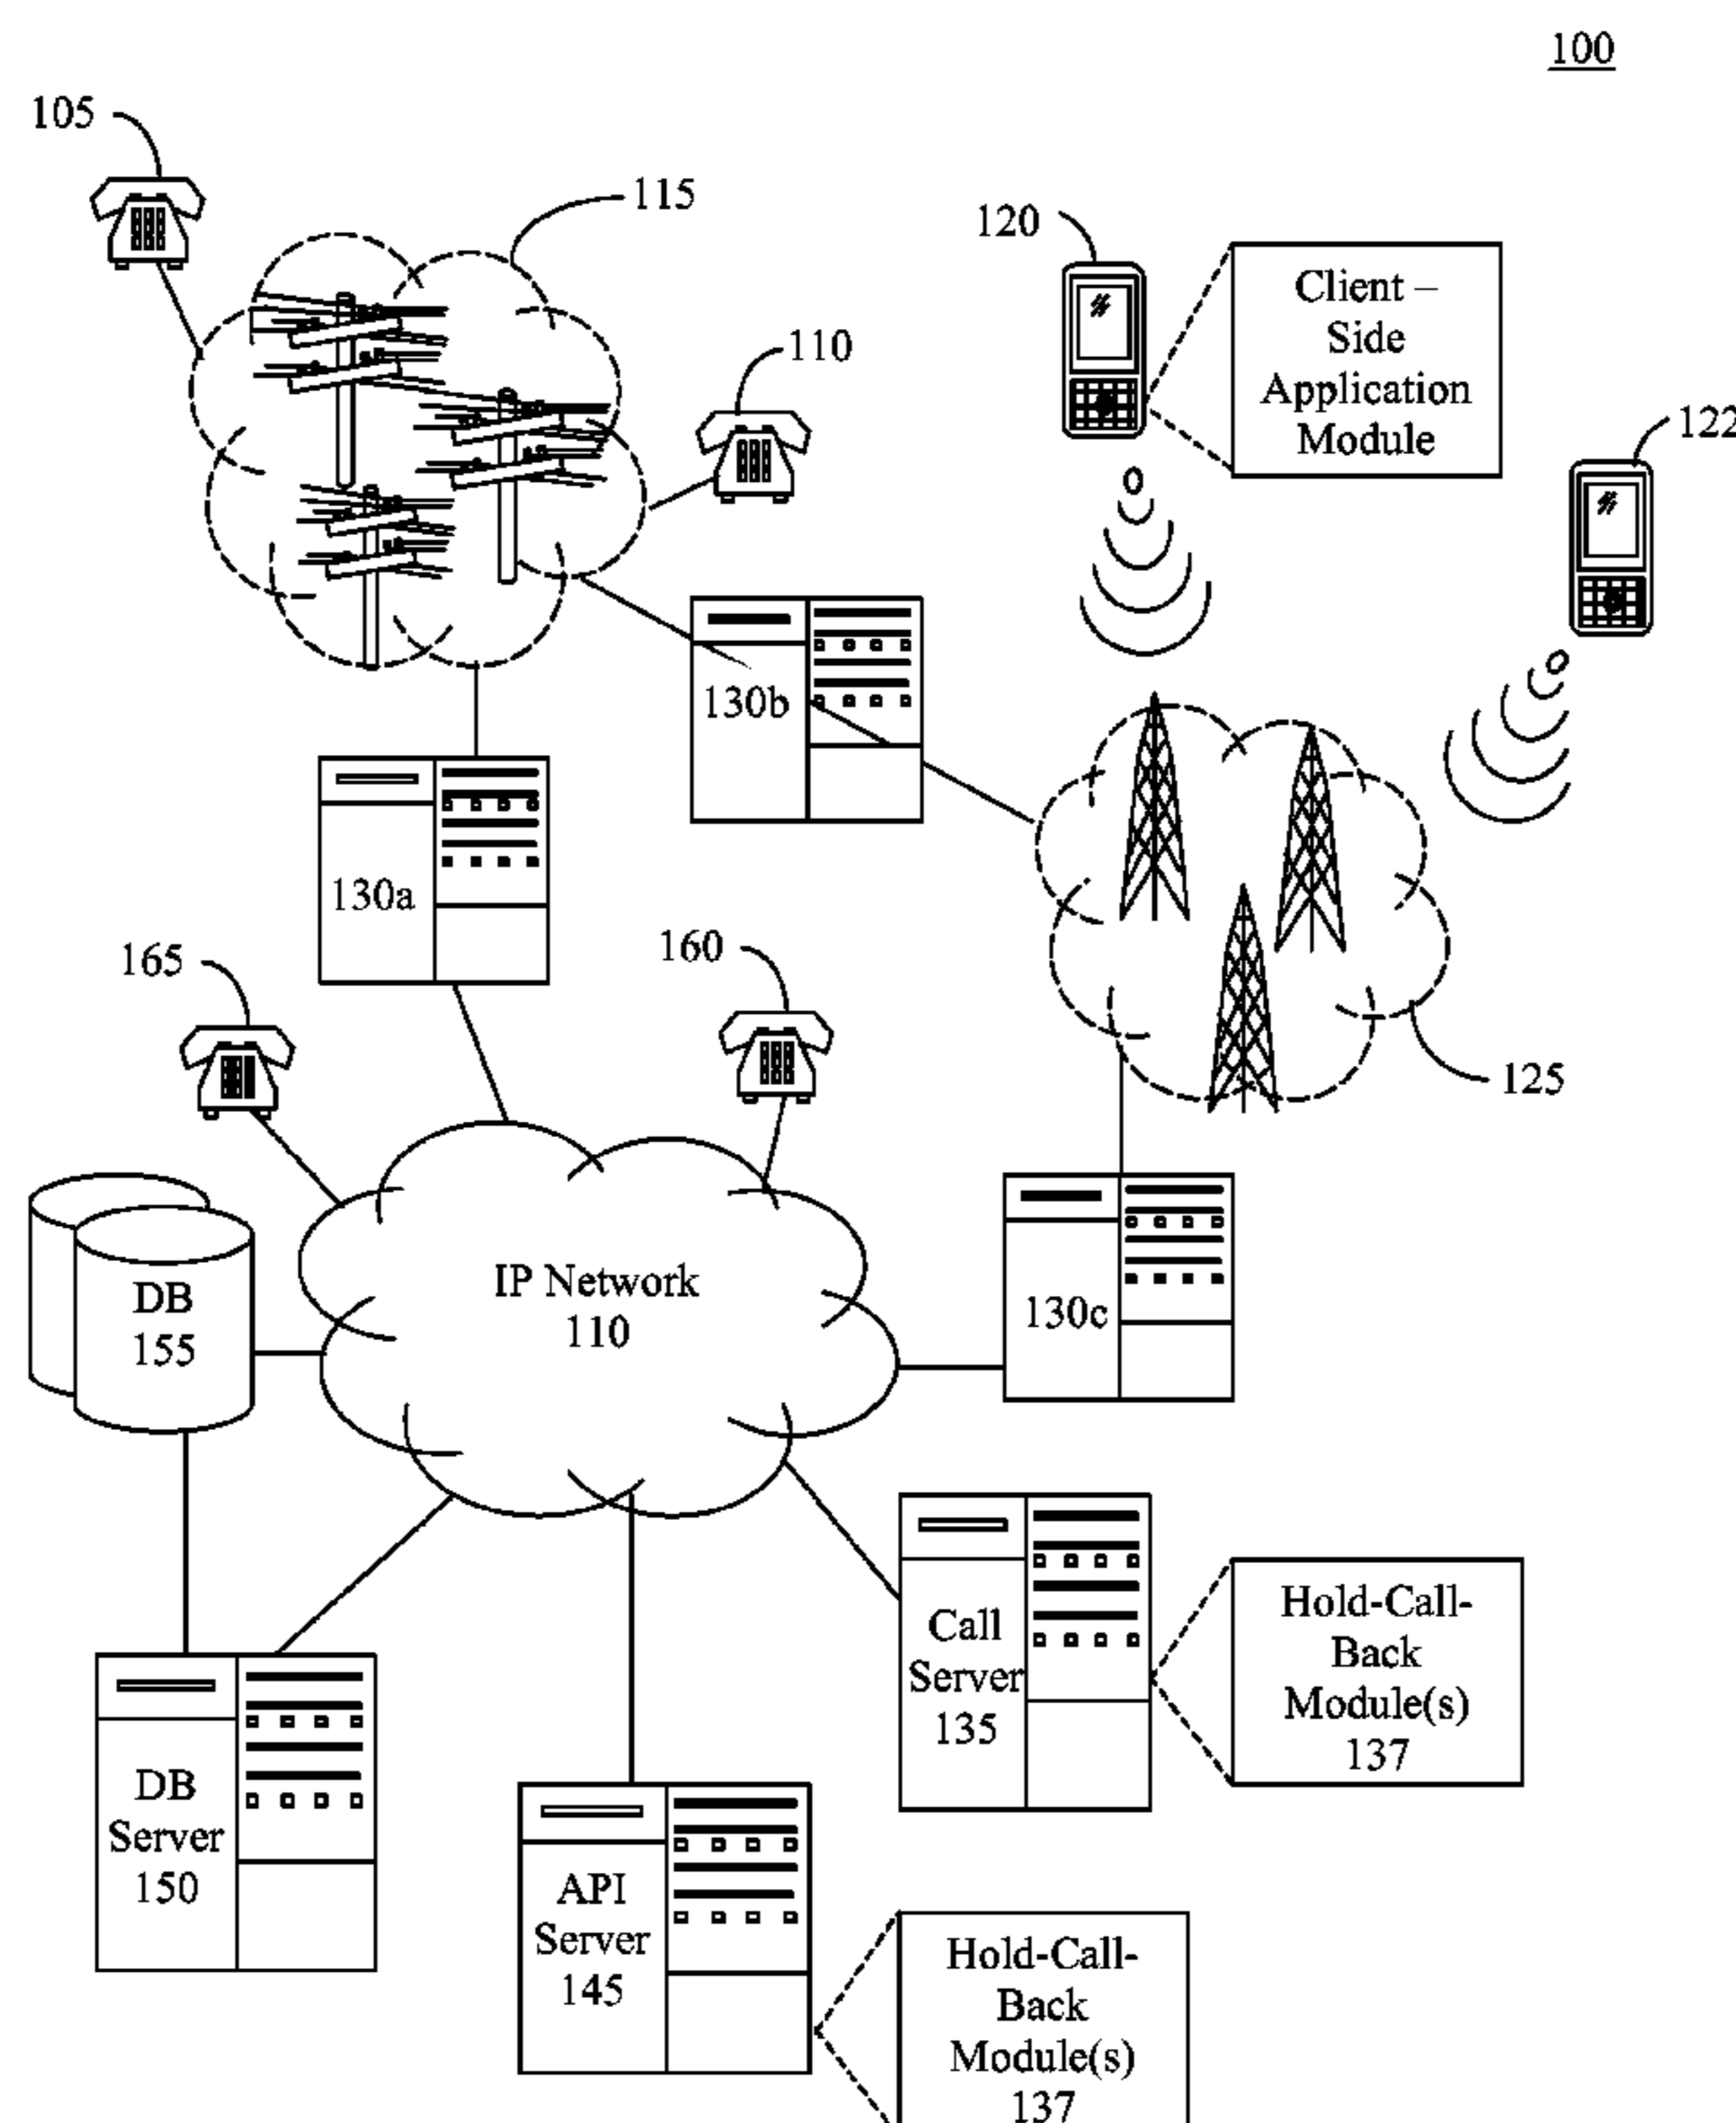 100
105
115
120
Client –
Side
Application
Module
110
122
130b
130a
165
160
125
IP Network
110
DB
155
130c
Call
Server
135
Hold-Call-
Back
Module(s)
137
DB
Server
150
API
Server
145
Hold-Call-
Back
Module(s)
137